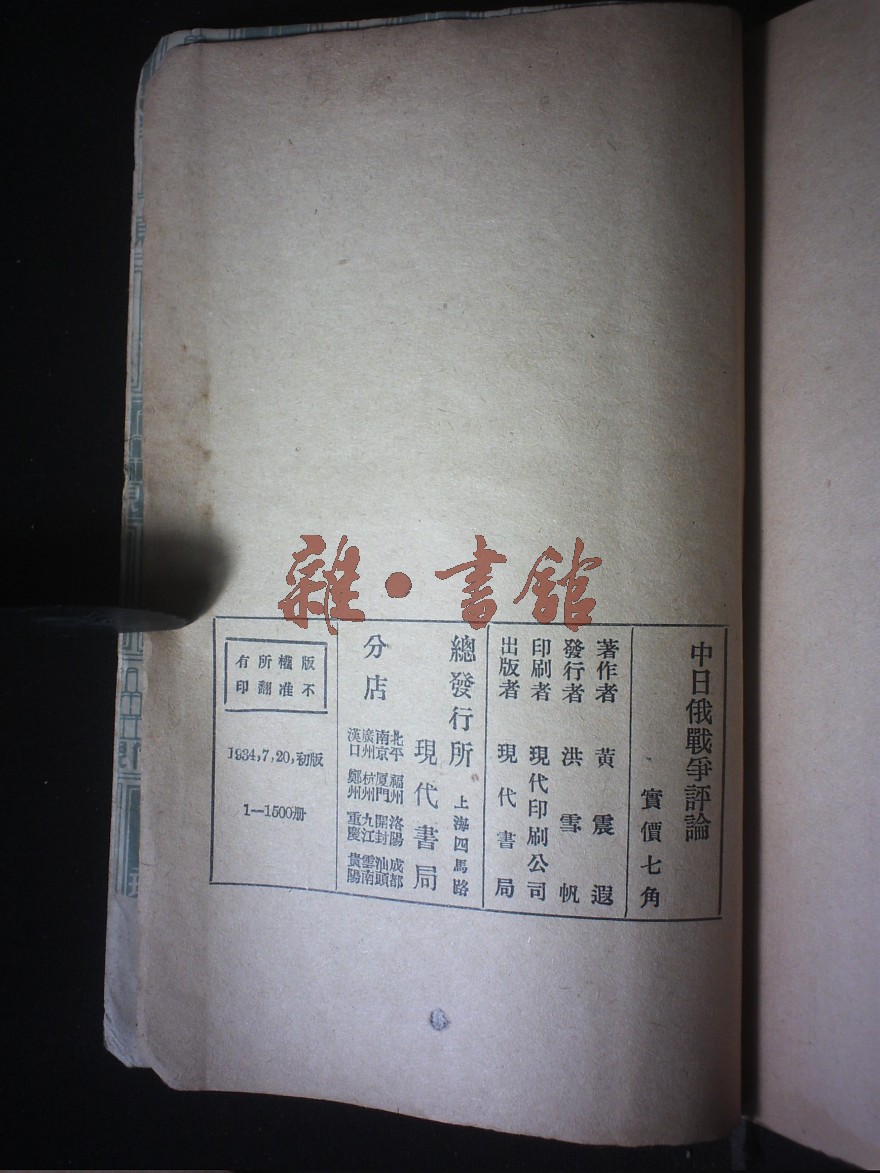 雜·書舘
中日俄戰爭評論
實價七角
著作者 黃震遐
發行者 洪雪帆
印刷者 現代印刷公司
出版者 現代書局
總發行所 上海四馬路 現代書局
分店
北平 福州 洛陽 成都
南京 厦門 開封 汕頭
廣州 杭州 九江 雲南
漢口 鄭州 重慶 貴陽
版權所有
不准翻印
1934,7,20,初版
1—1500册